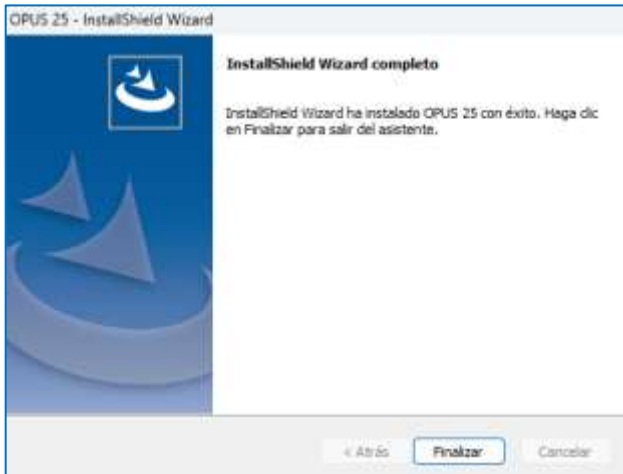 OPUS 25 - InstallShield Wizard
InstallShield Wizard completo
InstallShield Wizard ha instalado OPUS 25 con éxito. Haga clic
en Finalizar para salir del asistente.
< Atrás Finalizar Cancelar